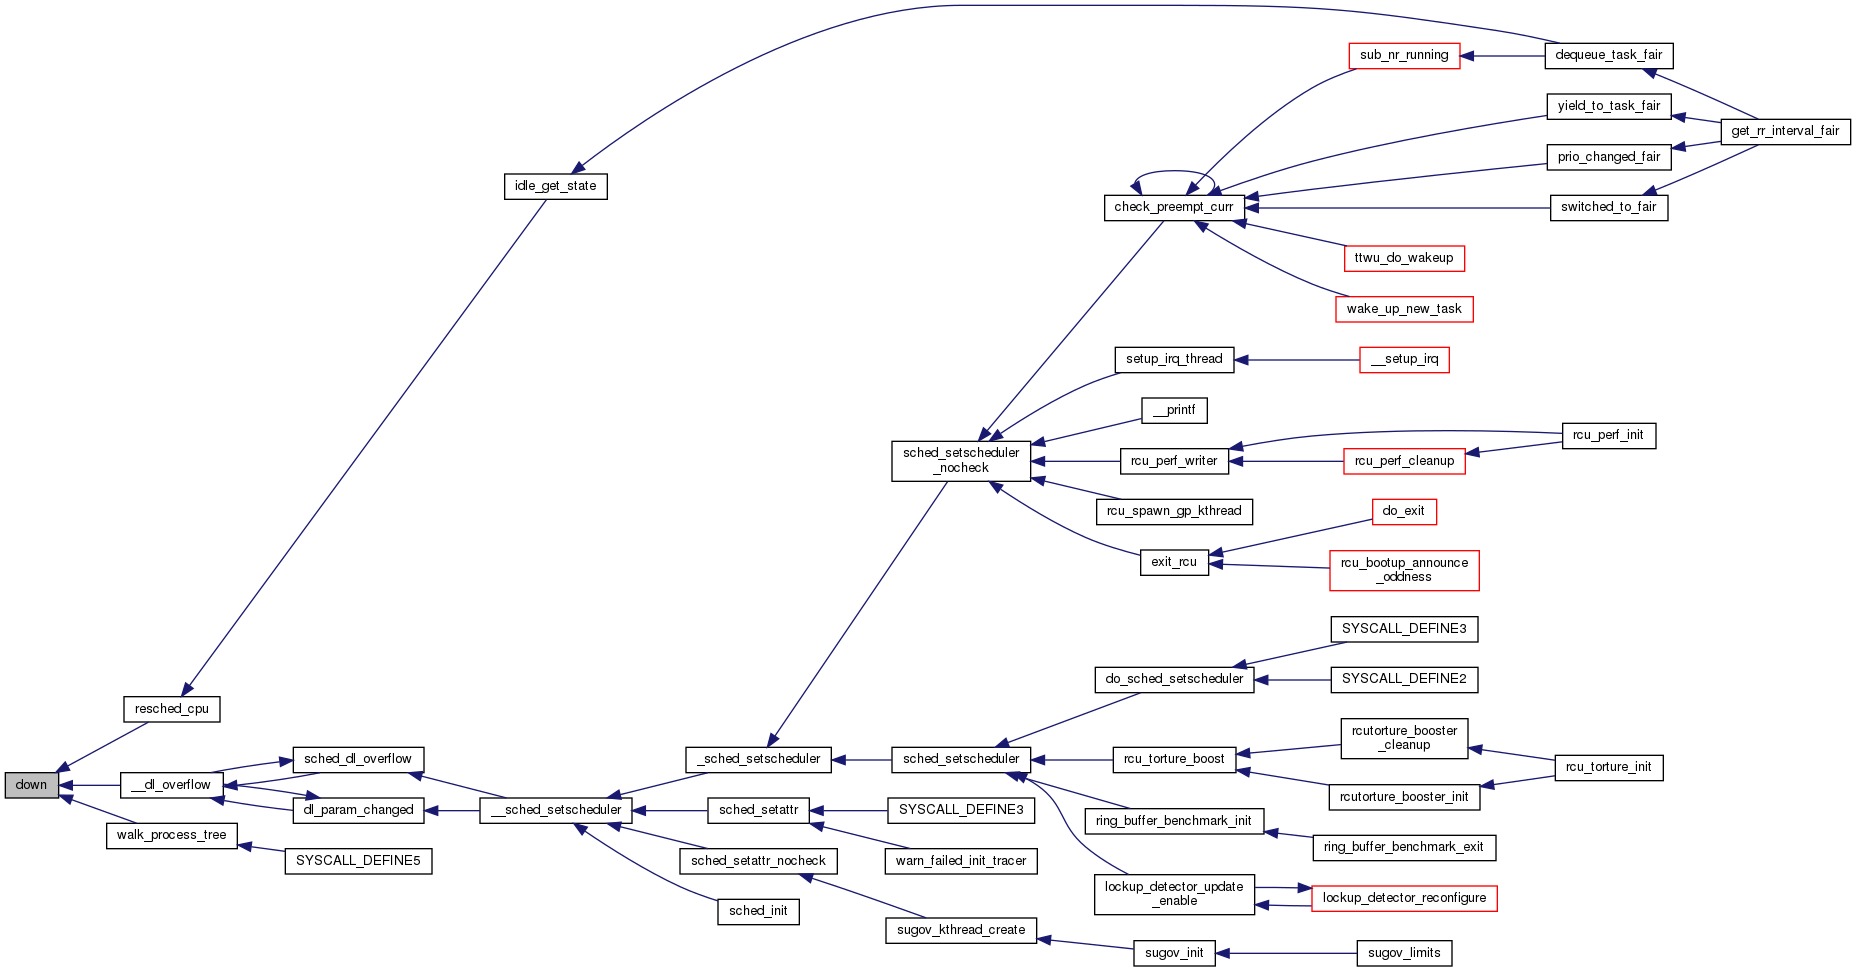 sub_nr_running
dequeue_task_fair
yield_to_task_fair
get_rr_interval_fair
prio_changed_fair
idle_get_state
check_preempt_curr
switched_to_fair
ttwu_do_wakeup
wake_up_new_task
setup_irq_thread
__setup_irq
__printf
sched_setscheduler
_nocheck
rcu_perf_writer
rcu_perf_cleanup
rcu_perf_init
rcu_spawn_gp_kthread
do_exit
exit_rcu
rcu_bootup_announce
_oddness
SYSCALL_DEFINE3
do_sched_setscheduler
SYSCALL_DEFINE2
resched_cpu
rcutorture_booster
_cleanup
sched_dl_overflow
_sched_setscheduler
sched_setscheduler
rcu_torture_boost
rcu_torture_init
down
__dl_overflow
rcutorture_booster_init
dl_param_changed
__sched_setscheduler
sched_setattr
SYSCALL_DEFINE3
ring_buffer_benchmark_init
walk_process_tree
ring_buffer_benchmark_exit
SYSCALL_DEFINE5
sched_setattr_nocheck
warn_failed_init_tracer
lockup_detector_update
_enable
lockup_detector_reconfigure
sched_init
sugov_kthread_create
sugov_init
sugov_limits